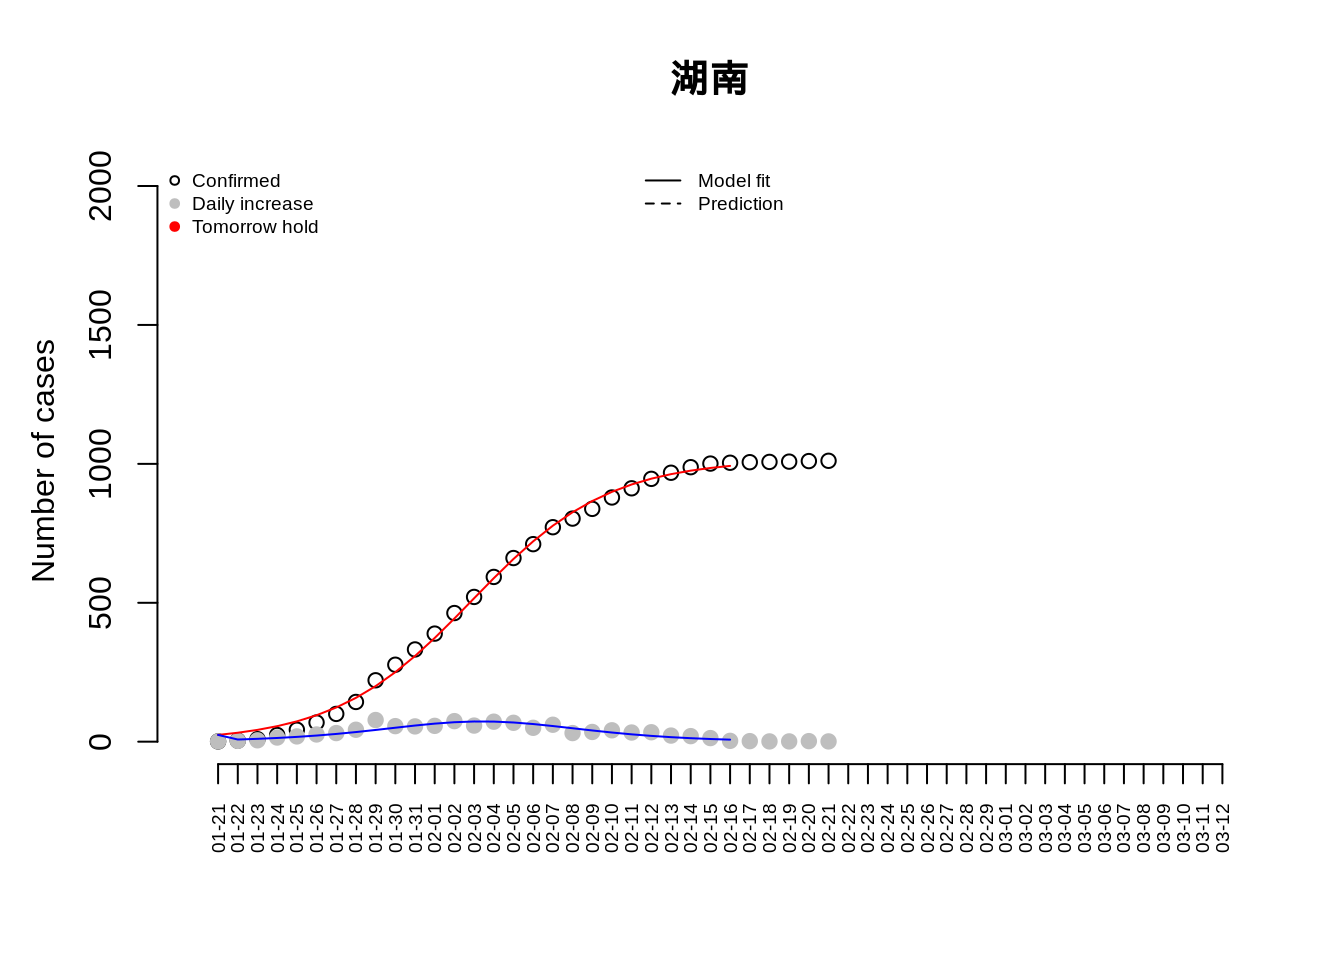 湖南
Confirmed
Daily increase
Tomorrow hold
Model fit
Prediction
Number of cases
2000
1500
1000
500
0
01-21 01-22 01-23 01-24 01-25 01-26 01-27 01-28 01-29 01-30 01-31 02-01 02-02 02-03 02-04 02-05 02-06 02-07 02-08 02-09 02-10 02-11 02-12 02-13 02-14 02-15 02-16 02-17 02-18 02-19 02-20 02-21 02-22 02-23 02-24 02-25 02-26 02-27 02-28 02-29 03-01 03-02 03-03 03-04 03-05 03-06 03-07 03-08 03-09 03-10 03-11 03-12